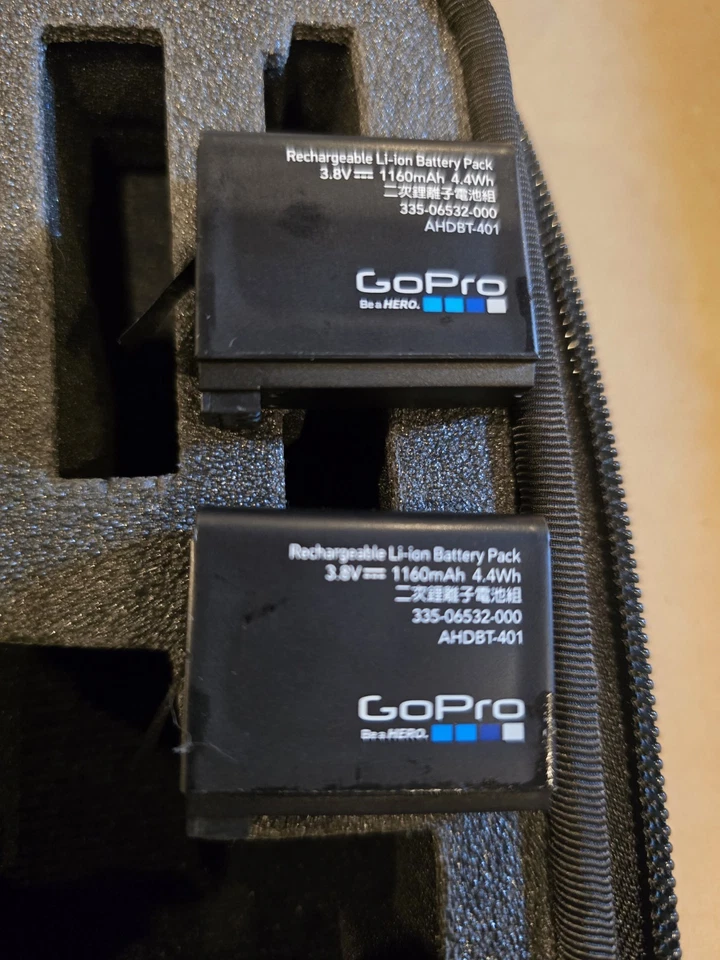 Rechargeable Li-ion Battery Pack
3.8V⎓ 1160mAh 4.4Wh
二次鋰離子電池組
335-06532-000
AHDBT-401
GoPro
Be a HERO.
Rechargeable Li-ion Battery Pack
3.8V⎓ 1160mAh 4.4Wh
二次鋰離子電池組
335-06532-000
AHDBT-401
GoPro
Be a HERO.